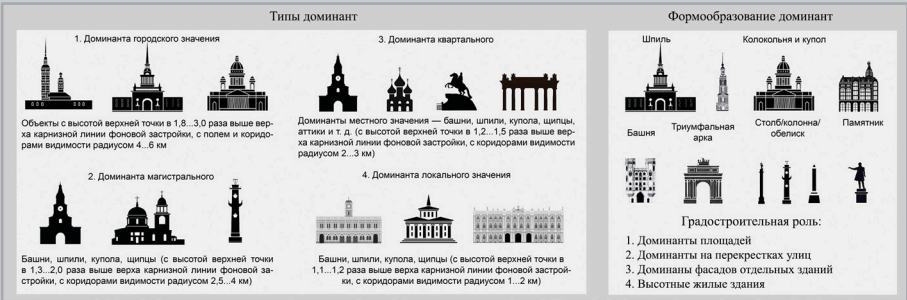 Типы доминант
1. Доминанта городского значения
Объекты с высотой верхней точки в 1,8...3,0 раза выше вер-
ха карнизной линии фоновой застройки, с полем и коридо-
рами видимости радиусом 4...6 км
2. Доминанта магистрального
Башни, шпили, купола, щипцы (с высотой верхней точки
в 1,3...2,0 раза выше верха карнизной линии фоновой за-
стройки, с коридорами видимости радиусом 2,5...4 км)
3. Доминанта квартального
Доминанты местного значения — башни, шпили, купола, щипцы,
аттики и т. д. (с высотой верхней точки в 1,2...1,5 раза выше вер-
ха карнизной линии фоновой застройки, с коридорами видимости
радиусом 2...3 км)
4. Доминанта локального значения
Башни, шпили, купола, щипцы (с высотой верхней точки в
1,1...1,2 раза выше верха карнизной линии фоновой застрой-
ки, с коридорами видимости радиусом 1...2 км)
Формообразование доминант
Шпиль
Колокольня и купол
Башня
Триумфальная
арка
Столб/колонна/
обелиск
Памятник
Градостроительная роль:
1. Доминанты площадей
2. Доминанты на перекрестках улиц
3. Доминаны фасадов отдельных зданий
4. Высотные жилые здания